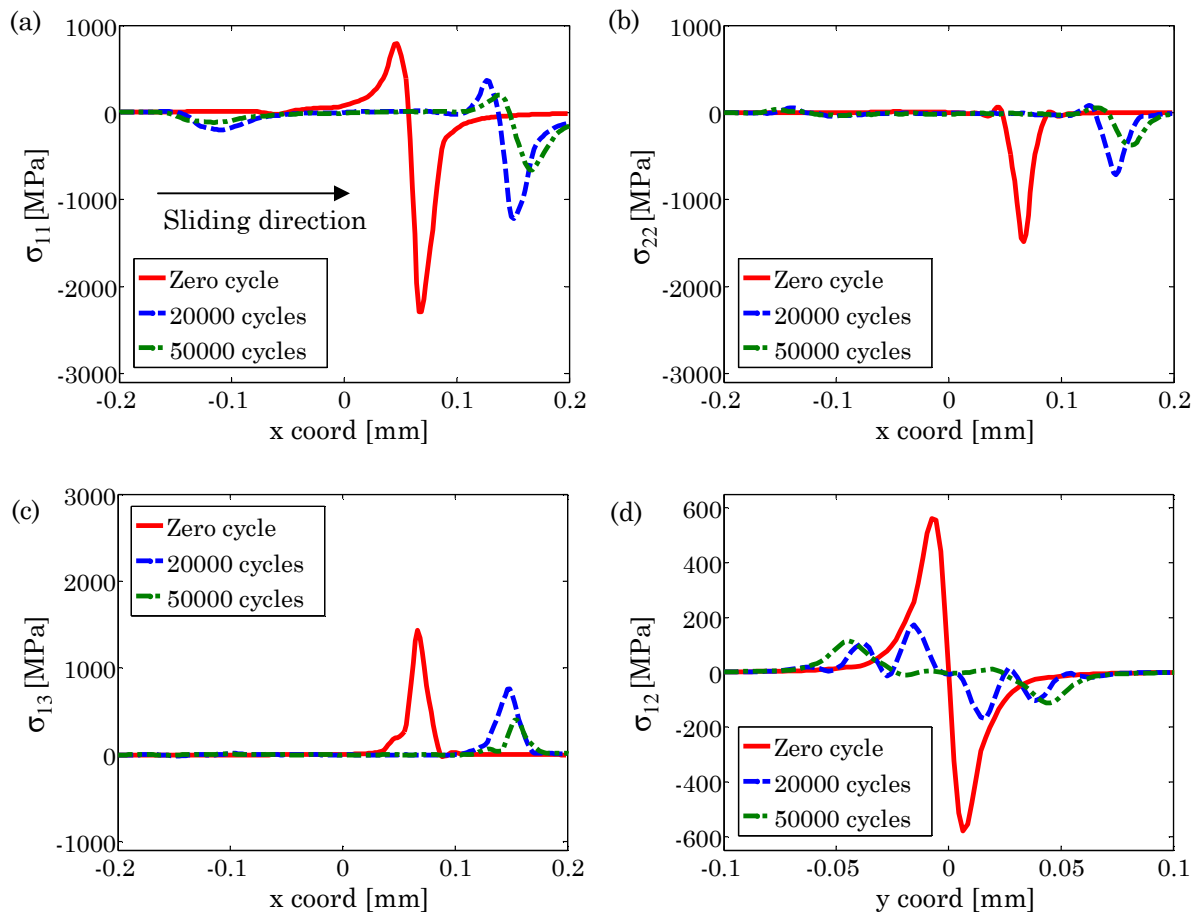 (a)
1000
0
-1000
-2000
-3000
σ11 [MPa]
Sliding direction
Zero cycle
20000 cycles
50000 cycles
-0.2 -0.1 0 0.1 0.2
x coord [mm]
(b)
1000
0
-1000
-2000
-3000
σ22 [MPa]
Zero cycle
20000 cycles
50000 cycles
-0.2 -0.1 0 0.1 0.2
x coord [mm]
(c)
3000
2000
1000
0
-1000
σ13 [MPa]
Zero cycle
20000 cycles
50000 cycles
-0.2 -0.1 0 0.1 0.2
x coord [mm]
(d)
600
400
200
0
-200
-400
-600
σ12 [MPa]
Zero cycle
20000 cycles
50000 cycles
-0.1 -0.05 0 0.05 0.1
y coord [mm]